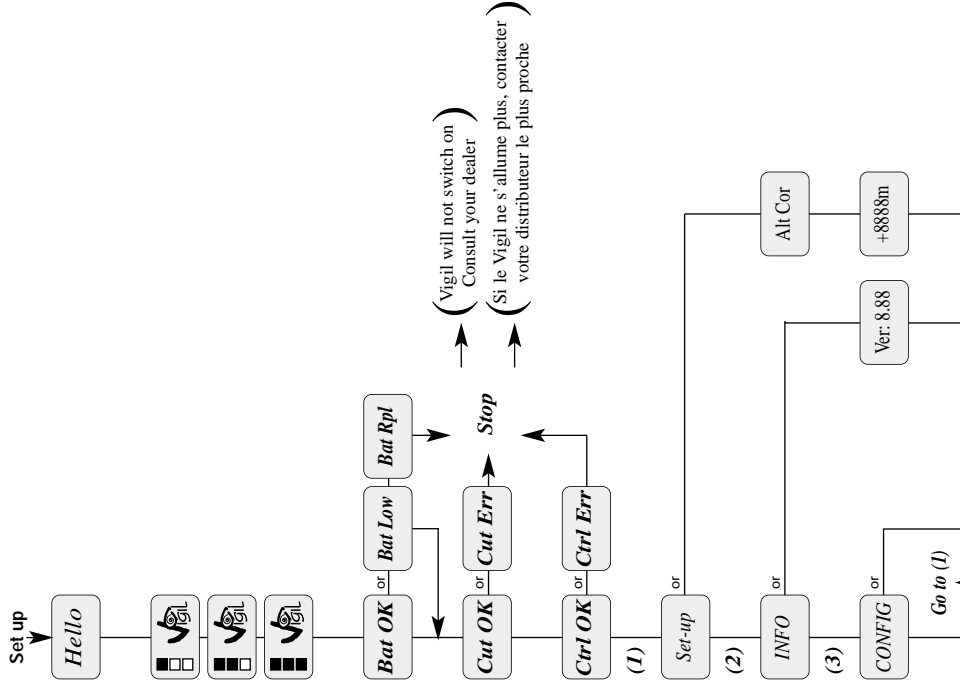 Set up
Hello
Vigil
Vigil
Vigil
Bat OK
or
Bat Low
Bat Rpl
Cut OK
or
Cut Err
Stop
Ctrl OK
or
Ctrl Err
(Vigil will not switch on
Consult your dealer)
(Si le Vigil ne s'allume plus, contacter
votre distributeur le plus proche)
(1)
Set-up
or
(2)
INFO
or
Alt Cor
(3)
CONFIG
or
Ver: 8.88
+8888m
Go to (1)